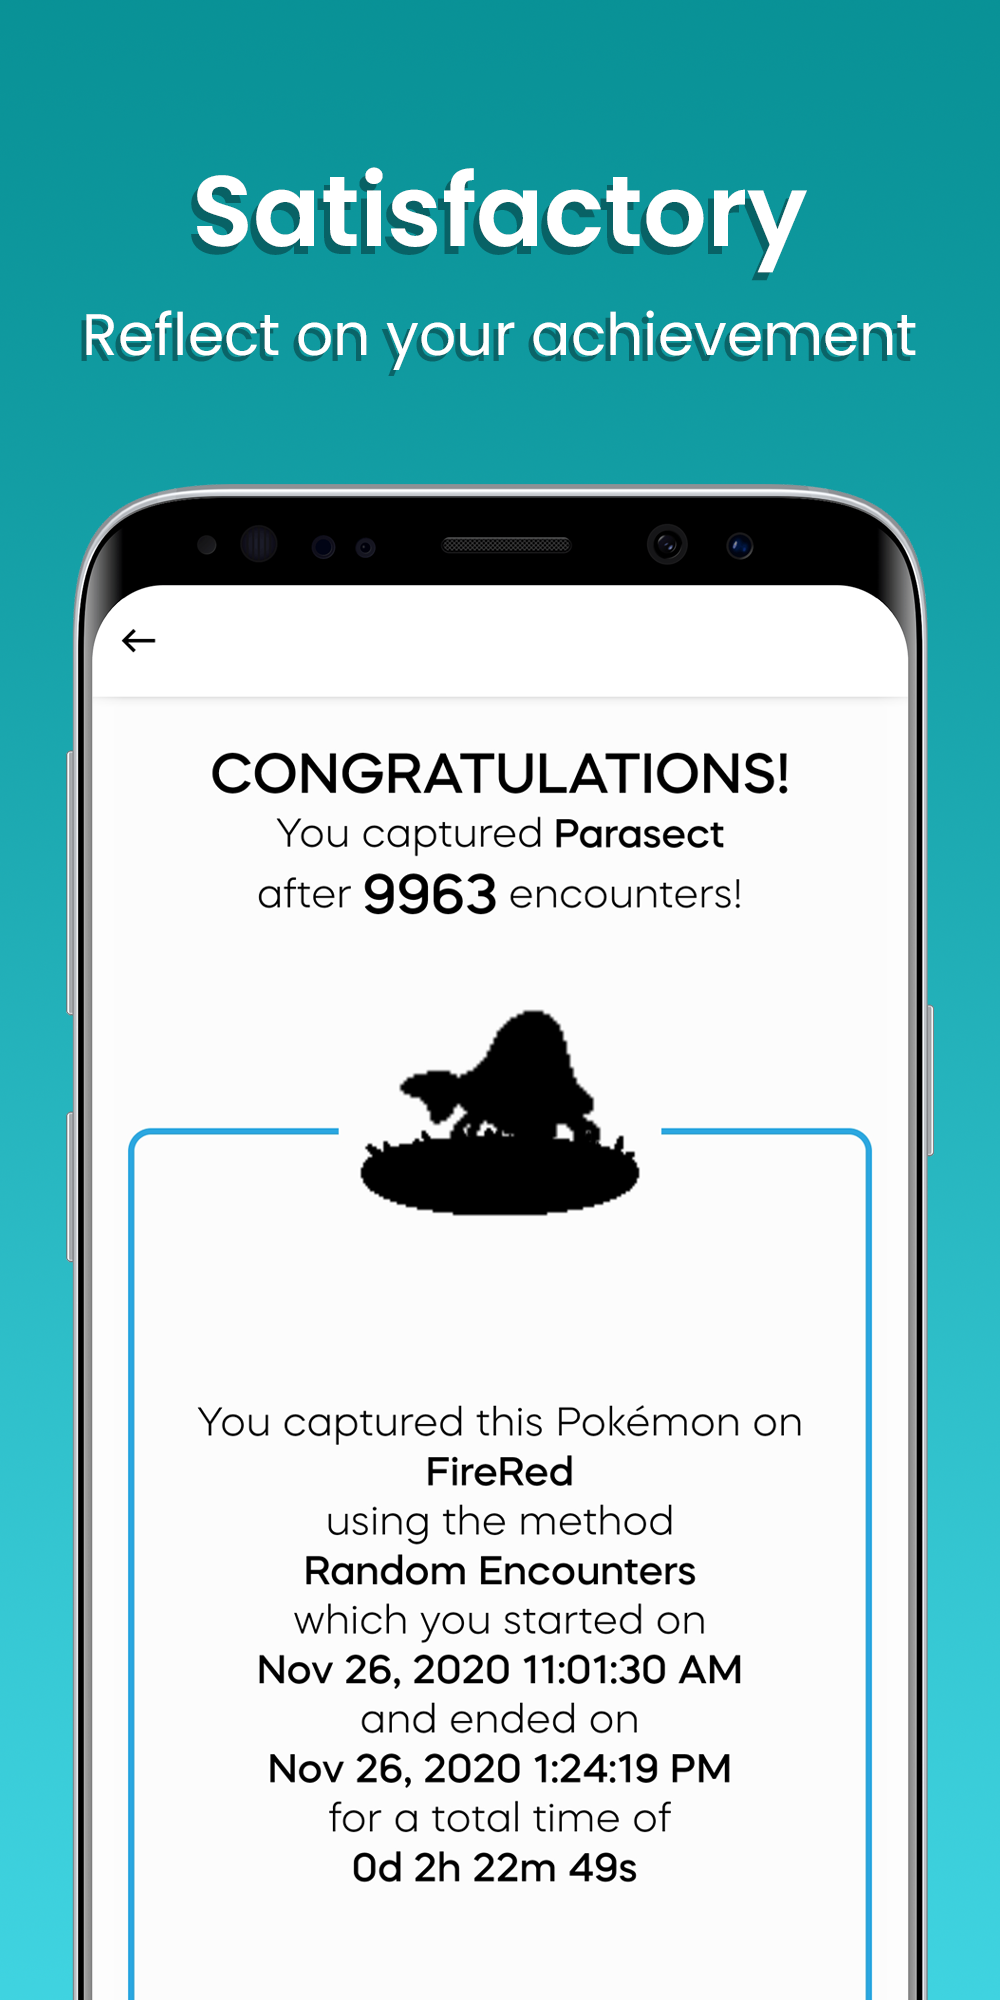 Satisfactory
Reflect on your achievement
CONGRATULATIONS!
You captured Parasect
after 9963 encounters!
You captured this Pokémon on
FireRed
using the method
Random Encounters
which you started on
Nov 26, 2020 11:01:30 AM
and ended on
Nov 26, 2020 1:24:19 PM
for a total time of
0d 2h 22m 49s